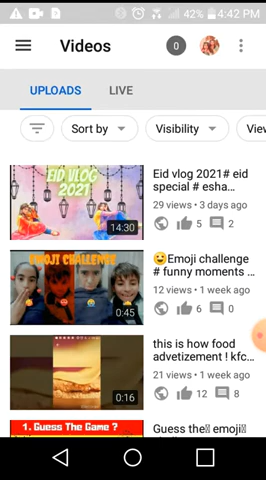 42% 4:42 PM
Videos
0
UPLOADS
LIVE
Sort by
Visibility
View
EID VLOG
2021
14:30
Eid vlog 2021# eid
special # esha...
29 views • 3 days ago
5
2
EMOJI CHALLENGE
0:45
😉Emoji challenge
# funny moments ...
12 views • 1 week ago
6
0
0:16
this is how food
advetizement ! kfc...
21 views • 1 week ago
12
8
1. Guess The Game ?
Guess the emoji